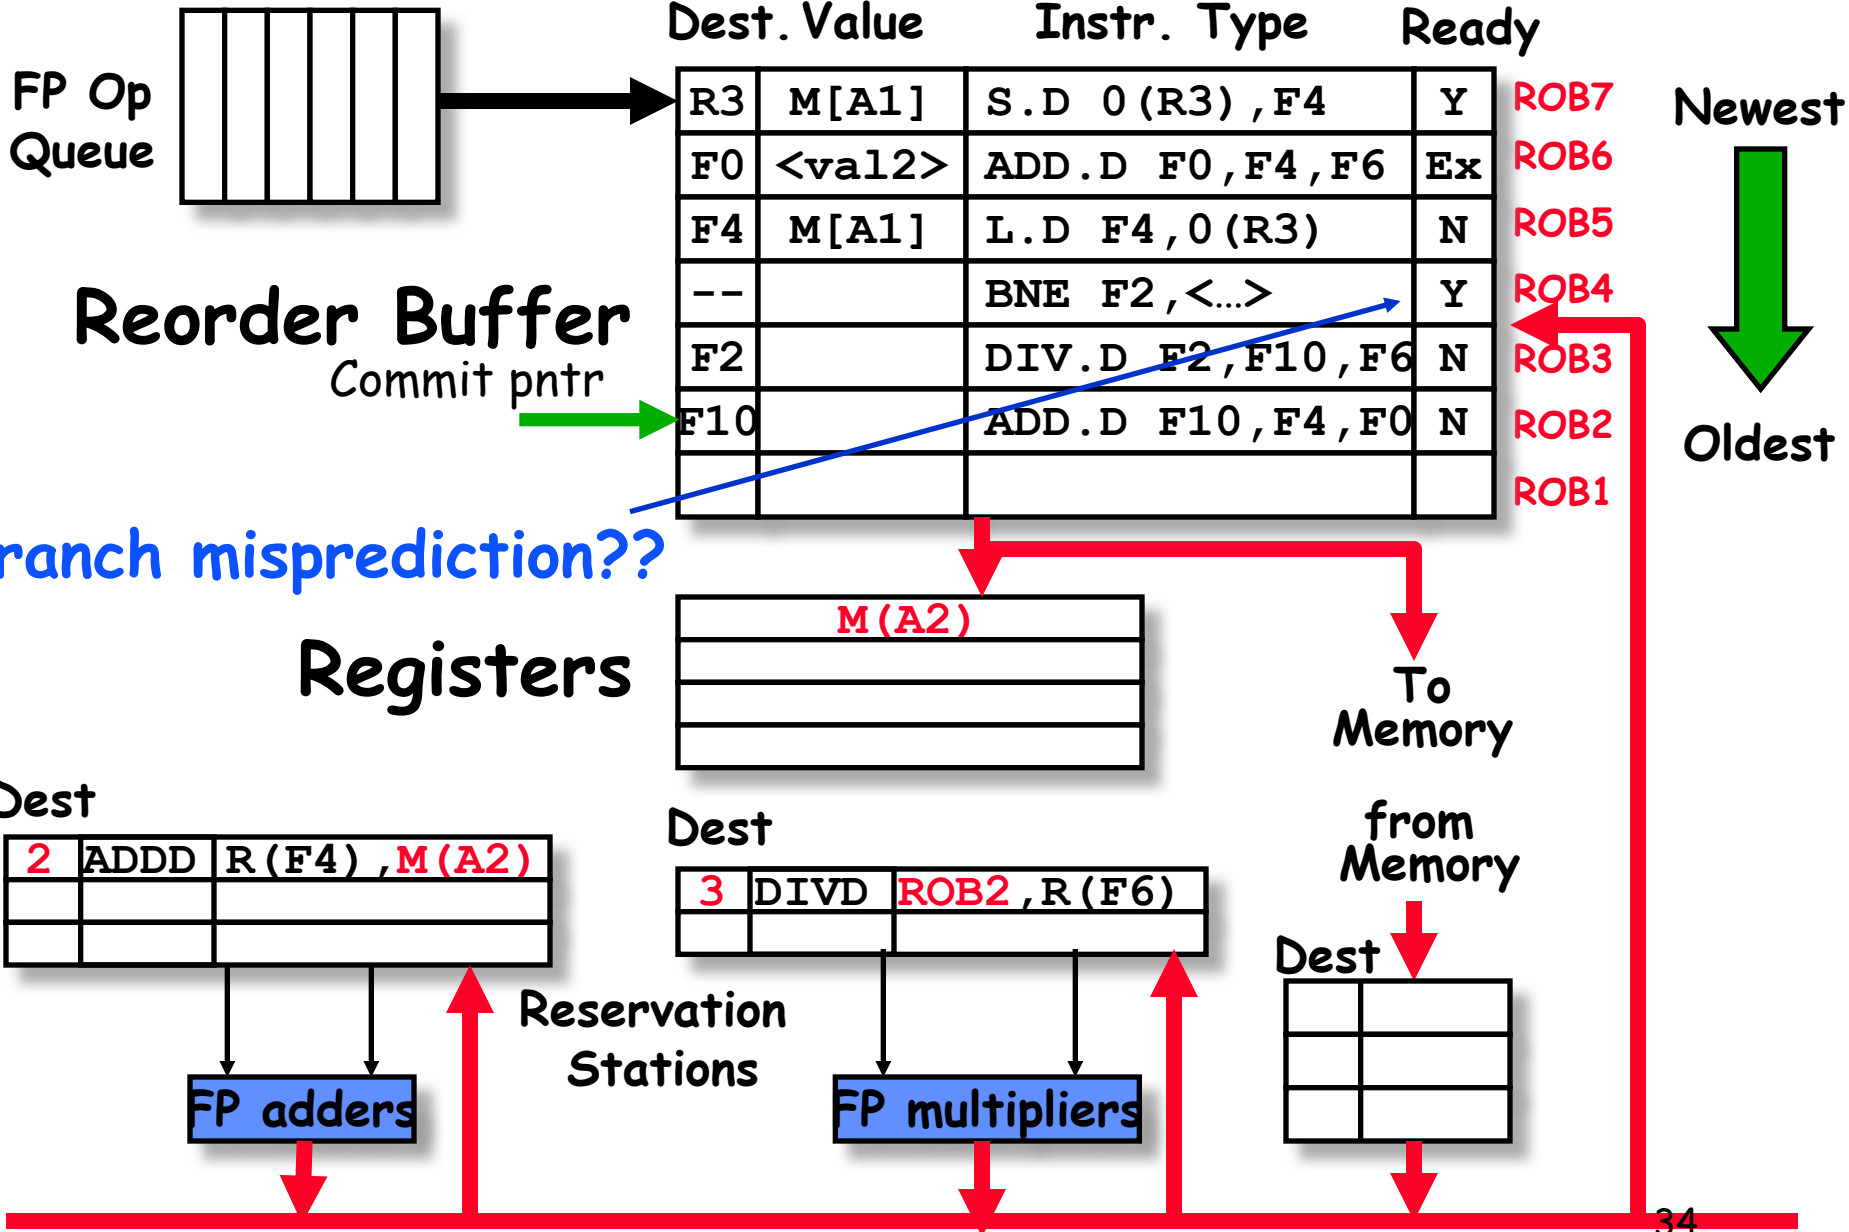 Dest. Value Instr. Type Ready
FP Op
Queue
R3 M[A1] S.D 0(R3),F4 Y ROB7
F0 <val2> ADD.D F0,F4,F6 Ex ROB6
F4 M[A1] L.D F4,0(R3) N ROB5
-- BNE F2,<…> Y ROB4
F2 DIV.D F2,F10,F6 N ROB3
F10 ADD.D F10,F4,F0 N ROB2
ROB1
Newest
Oldest
Reorder Buffer
Commit pntr
ranch misprediction??
M(A2)
Registers
To
Memory
from
Memory
Dest
2 ADDD R(F4),M(A2)
Dest
3 DIVD ROB2,R(F6)
Dest
Reservation
Stations
FP adders
FP multipliers
34